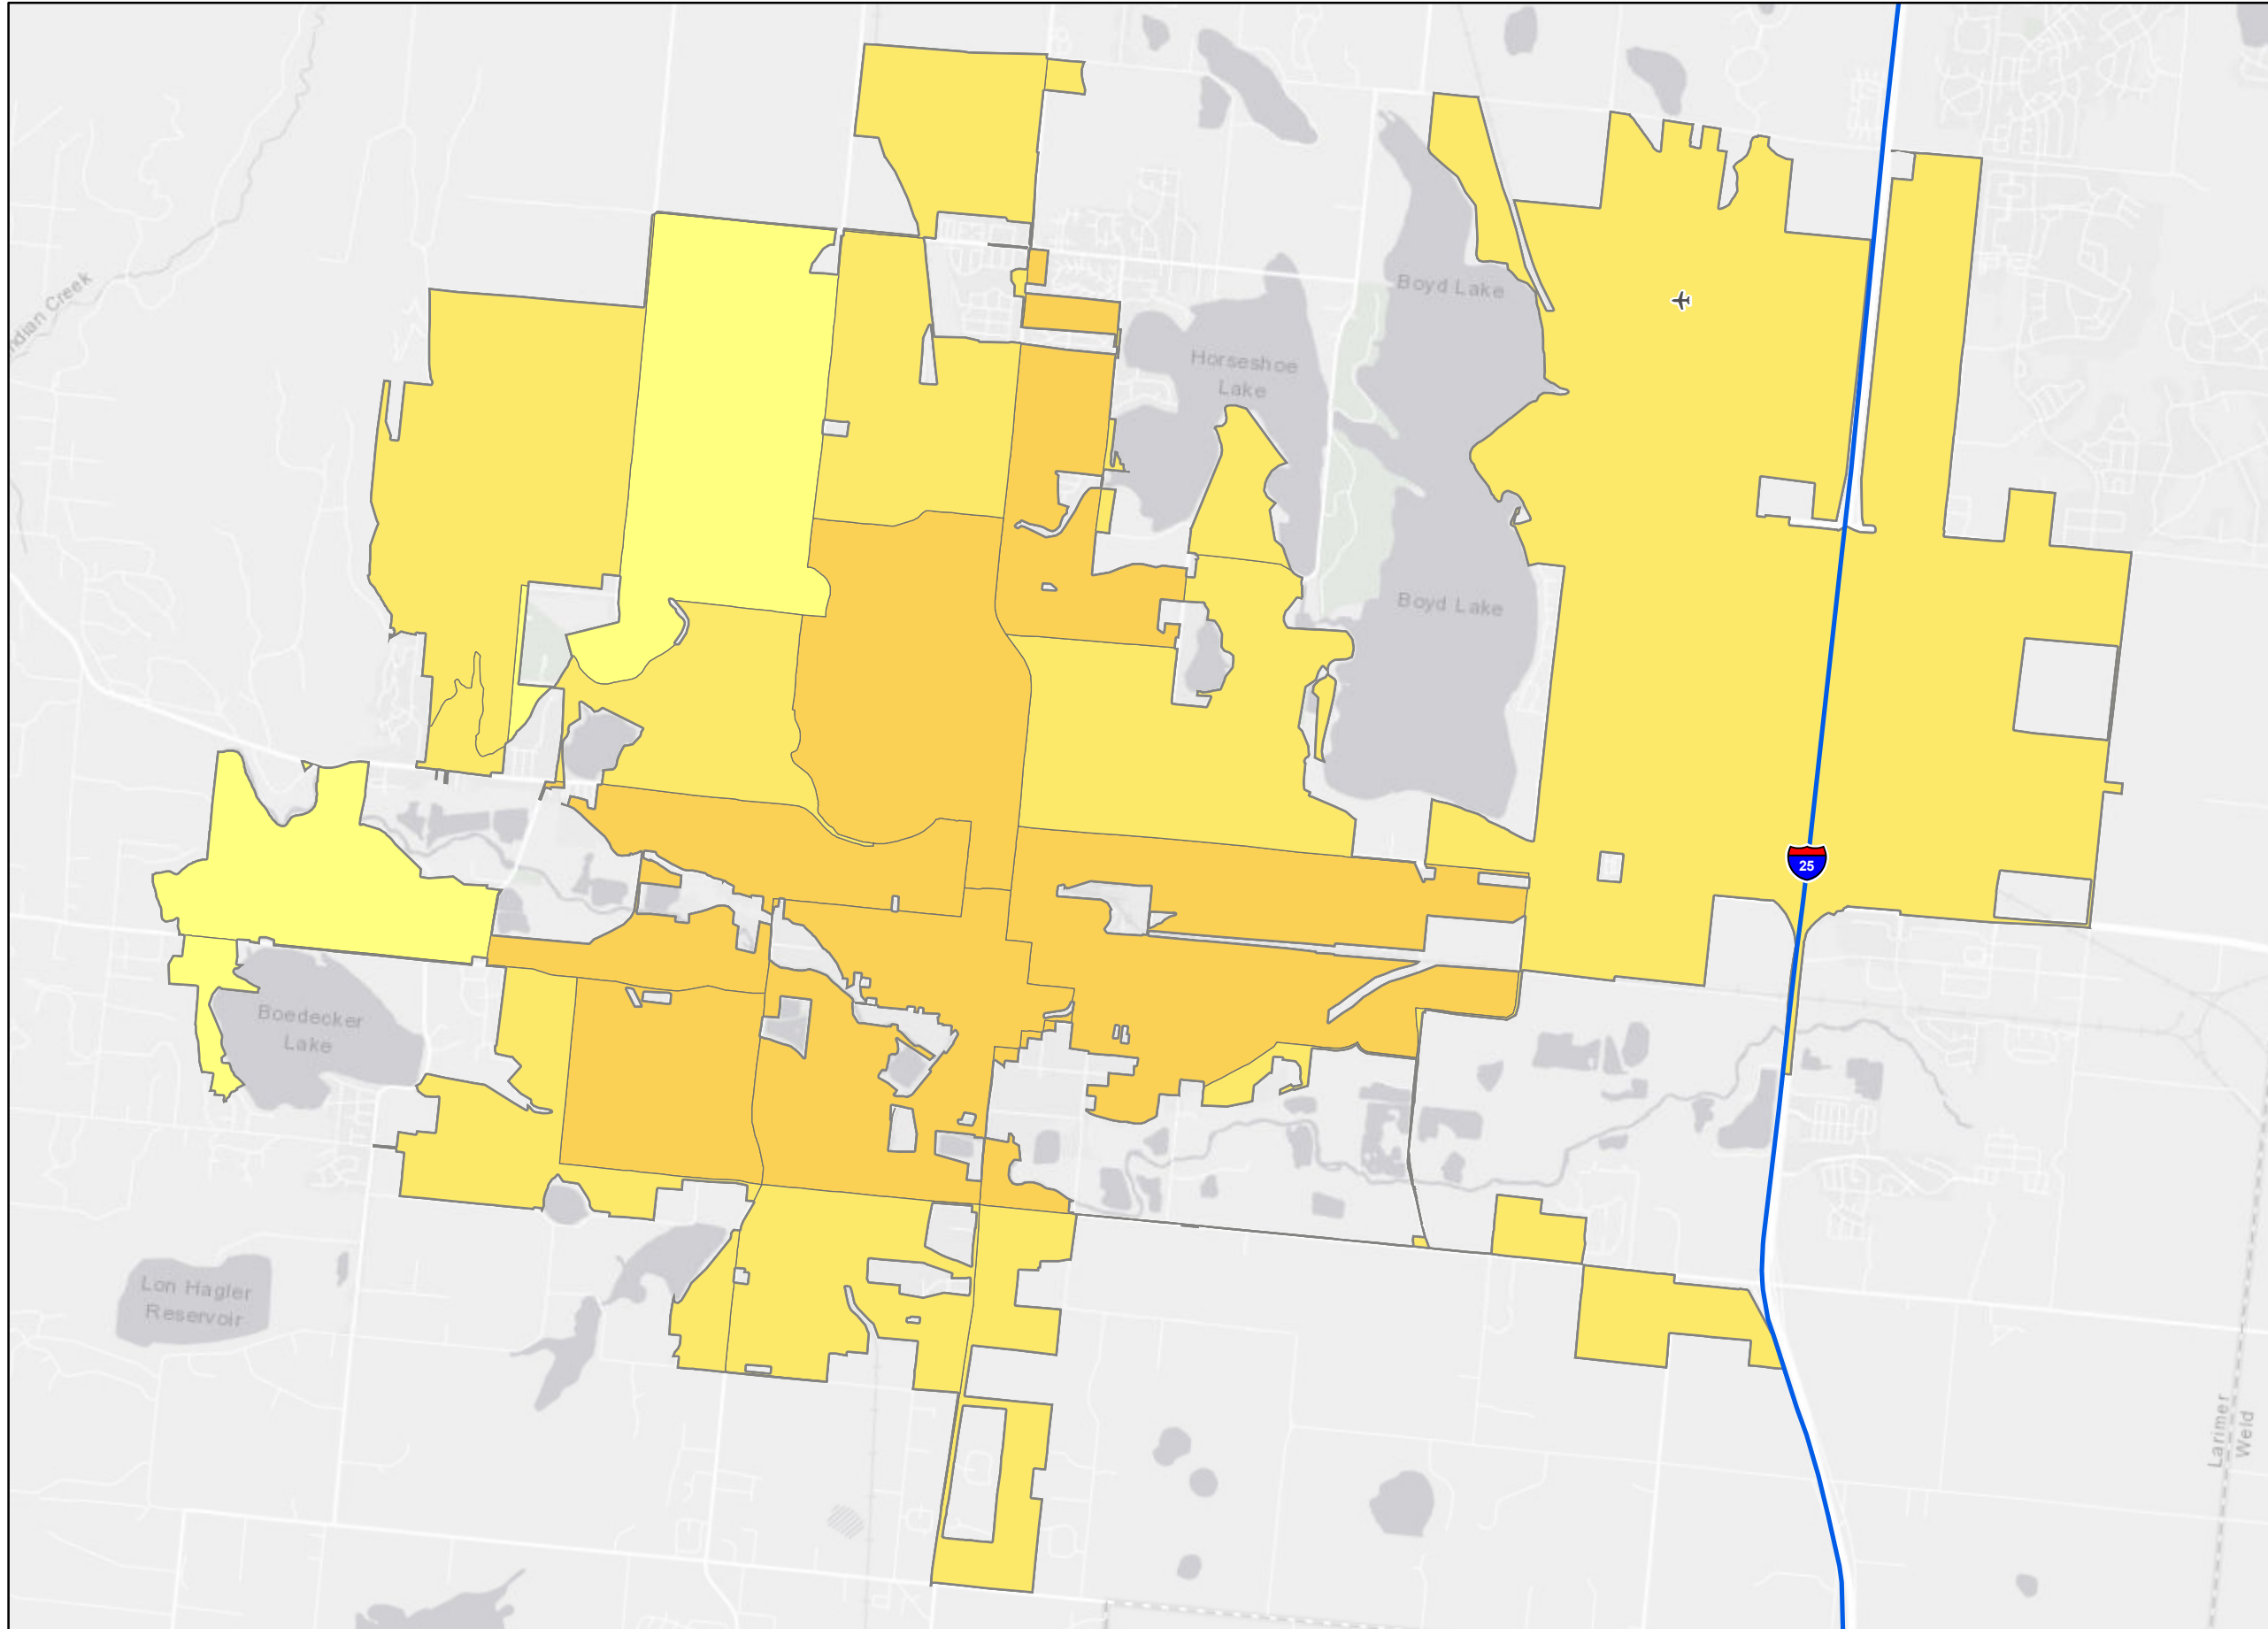 Indian Creek
Boyd Lake
Horseshoe
Lake
Boyd Lake
25
Boedecker
Lake
Lon Hagler
Reservoir
Larimer
Weld